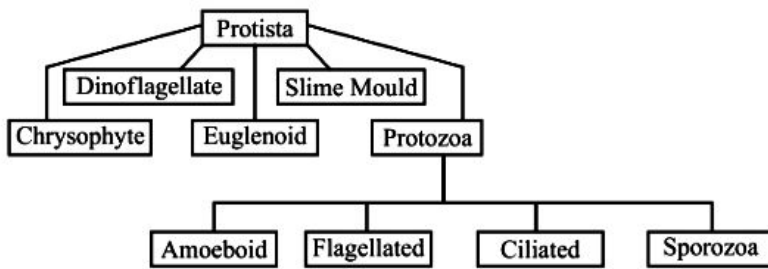 Protista
Dinoflagellate
Slime Mould
Chrysophyte
Euglenoid
Protozoa
Amoeboid
Flagellated
Ciliated
Sporozoa